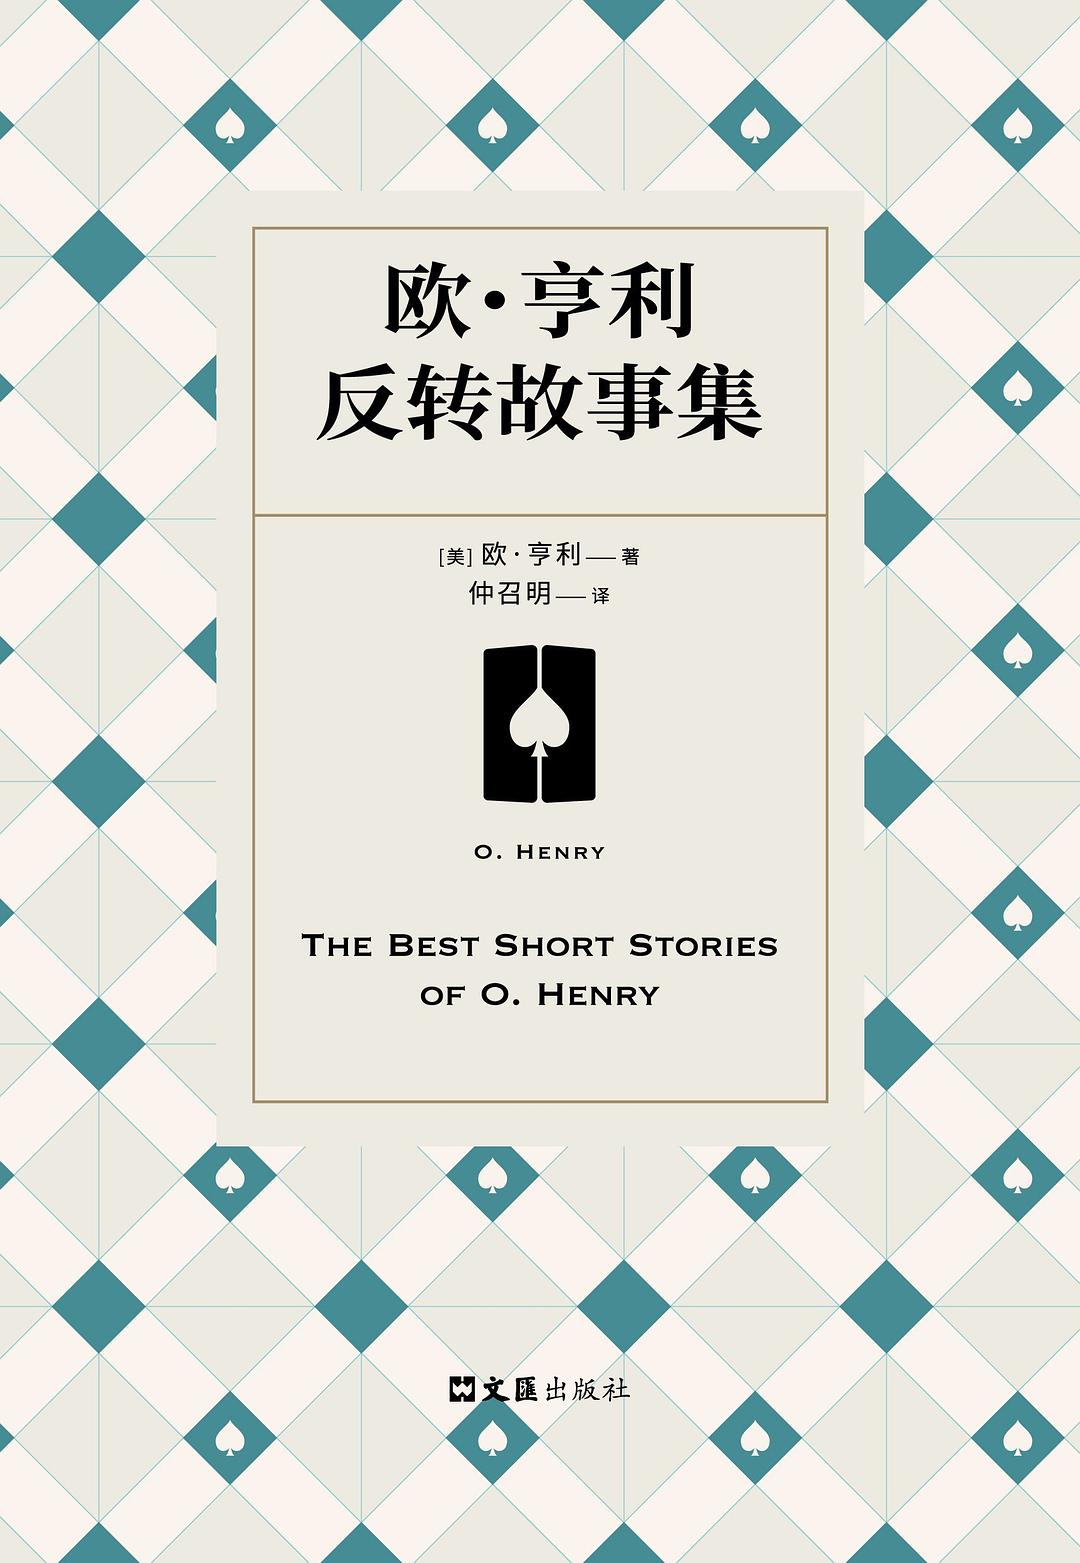 欧·亨利
反转故事集
[美] 欧·亨利——著
仲召明——译
O. HENRY
THE BEST SHORT STORIES
OF O. HENRY
文匯出版社